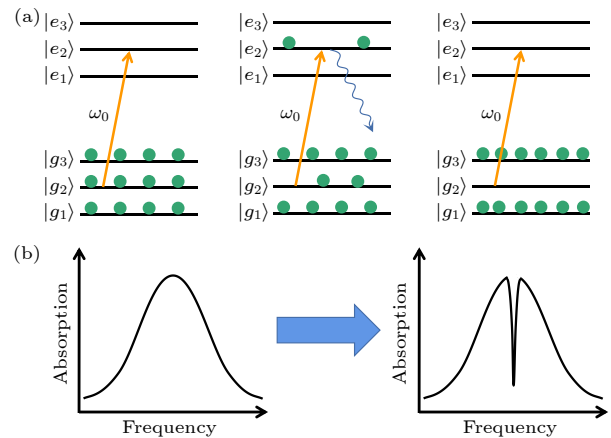 (a)
|e₃⟩
|e₂⟩
|e₁⟩
ω₀
|g₃⟩
|g₂⟩
|g₁⟩
|e₃⟩
|e₂⟩
|e₁⟩
ω₀
|g₃⟩
|g₂⟩
|g₁⟩
|e₃⟩
|e₂⟩
|e₁⟩
ω₀
|g₃⟩
|g₂⟩
|g₁⟩
(b)
Absorption
Frequency
Absorption
Frequency